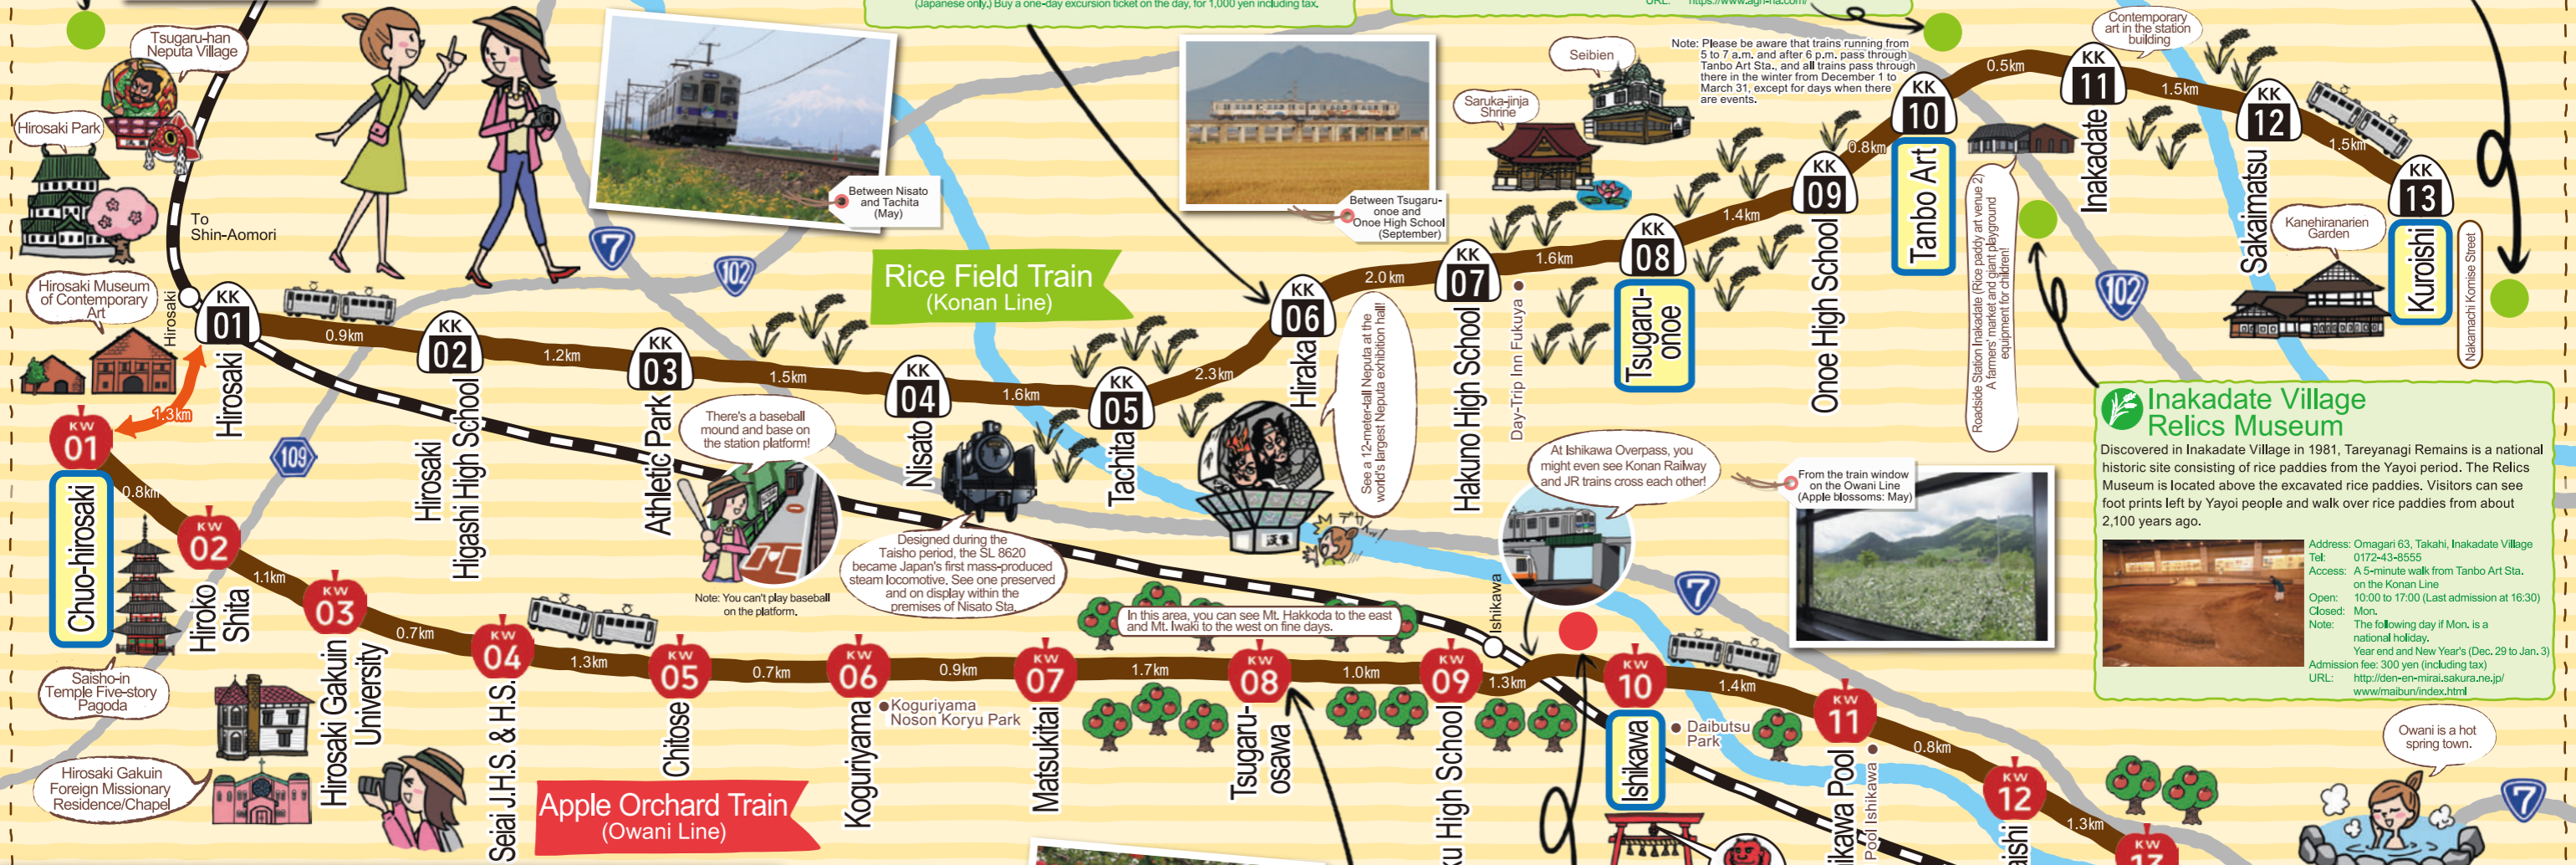 (Japanese only.) Buy a one-day excursion ticket on the day, for 1,000 yen including tax.
URL: https://www.agri-na.com/
Tsugaru-han
Neputa Village
Hirosaki Park
To
Shin-Aomori
Hirosaki Museum
of Contemporary
Art
Hirosaki
Between Nisato
and Tachita
(May)
Between Tsugaru-
onoe and
Onoe High School
(September)
Seibien
Saruka-jinja
Shrine
Note: Please be aware that trains running from
5 to 7 a.m. and after 6 p.m. pass through
Tanbo Art Sta., and all trains pass through
there in the winter from December 1 to
March 31, except for days when there
are events.
Contemporary
art in the station
building
7
102
Rice Field Train
(Konan Line)
KK
01
Hirosaki
0.9km
KK
02
Hirosaki
Higashi High School
1.2km
KK
03
Athletic Park
1.5km
KK
04
Nisato
1.6km
KK
05
Tachita
2.3km
KK
06
Hiraka
2.0 km
KK
07
Hakuno High School
1.6km
KK
08
Tsugaru-
onoe
1.4km
KK
09
Onoe High School
0.8km
KK
10
Tanbo Art
0.5km
KK
11
Inakadate
1.5km
KK
12
Sakaimatsu
1.5km
KK
13
Kuroishi
Nakamachi Komise Street
Kanehiranarien
Garden
102
Roadside Station Inakadate (Rice paddy art venue 2)
A farmers' market and giant playground
equipment for children!
Day-Trip Inn Fukuya
See a 12-meter-tall Neputa at the
world's largest Neputa exhibition hall!
There's a baseball
mound and base on
the station platform!
Note: You can't play baseball
on the platform.
Designed during the
Taisho period, the SL 8620
became Japan's first mass-produced
steam locomotive. See one preserved
and on display within the
premises of Nisato Sta.
At Ishikawa Overpass, you
might even see Konan Railway
and JR trains cross each other!
From the train window
on the Owani Line
(Apple blossoms: May)
Inakadate Village
Relics Museum
Discovered in Inakadate Village in 1981, Tareyanagi Remains is a national
historic site consisting of rice paddies from the Yayoi period. The Relics
Museum is located above the excavated rice paddies. Visitors can see
foot prints left by Yayoi people and walk over rice paddies from about
2,100 years ago.
Address: Omagari 63, Takahi, Inakadate Village
Tel: 0172-43-8555
Access: A 5-minute walk from Tanbo Art Sta.
on the Konan Line
Open: 10:00 to 17:00 (Last admission at 16:30)
Closed: Mon.
Note: The following day if Mon. is a
national holiday.
Year end and New Year's (Dec. 29 to Jan. 3)
Admission fee: 300 yen (including tax)
URL: http://den-en-mirai.sakura.ne.jp/
www/maibun/index.html
1.3km
109
KW
01
Chuo-hirosaki
0.8km
KW
02
Hiroko
Shita
1.1km
KW
03
Hirosaki Gakuin
University
0.7km
KW
04
Seiai J.H.S. & H.S.
1.3km
KW
05
Chitose
0.7km
KW
06
Koguriyama
Koguriyama
Noson Koryu Park
0.9km
KW
07
Matsukitai
1.7km
KW
08
Tsugaru-
osawa
1.0km
KW
09
ku High School
1.3km
Ishikawa
KW
10
Ishikawa
Daibutsu
Park
1.4km
KW
11
ikawa Pool
Pool Ishikawa
0.8km
KW
12
aishi
1.3km
KW
13
7
In this area, you can see Mt. Hakkoda to the east
and Mt. Iwaki to the west on fine days.
Saisho-in
Temple Five-story
Pagoda
Hirosaki Gakuin
Foreign Missionary
Residence/Chapel
Apple Orchard Train
(Owani Line)
Owani is a hot
spring town.
7